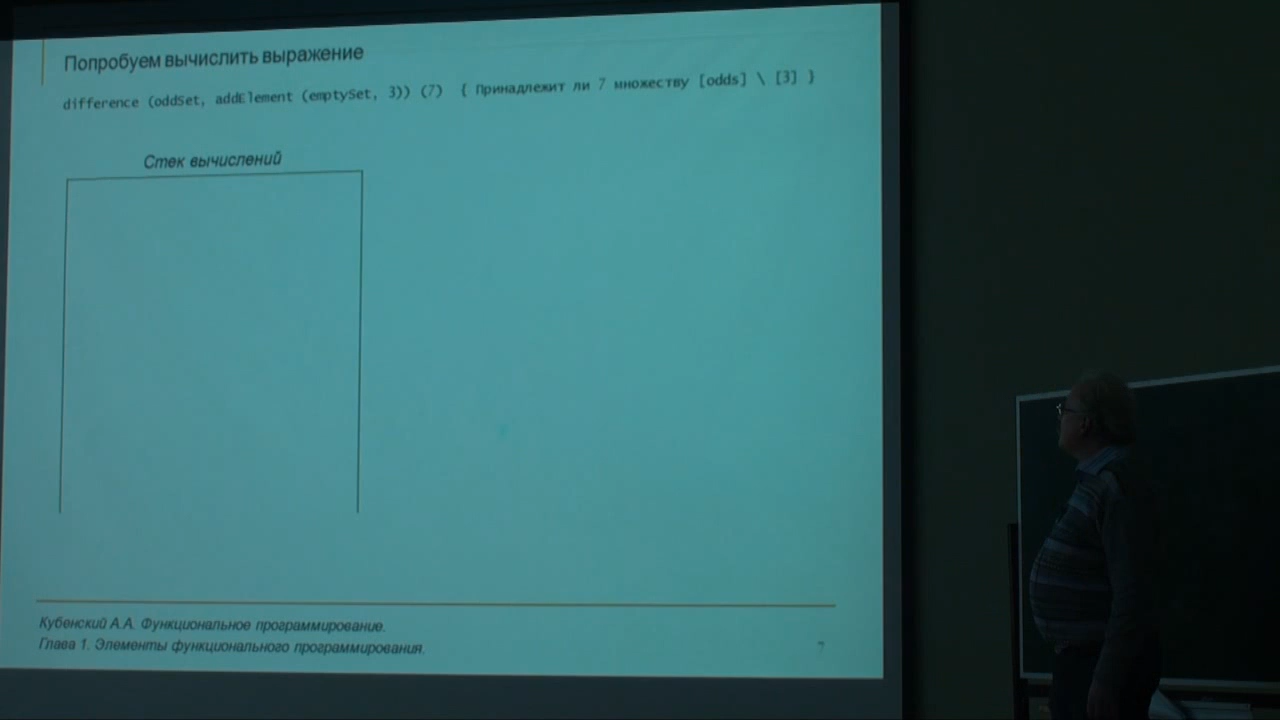 Попробуем вычислить выражение
difference (oddSet, addElement (emptySet, 3)) (7) { Принадлежит ли 7 множеству [odds] \ [3] }
Стек вычислений
Кубенский А.А. Функциональное программирование.
Глава 1. Элементы функционального программирования.
7